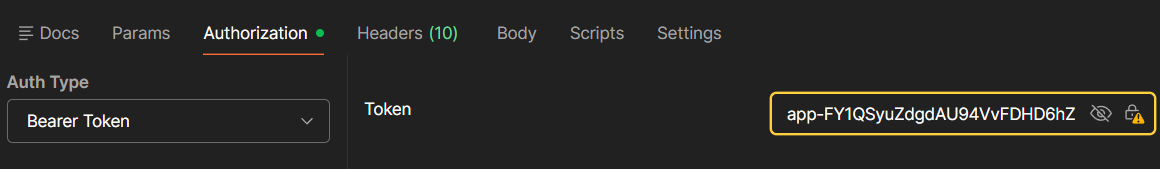 Docs Params Authorization Headers (10) Body Scripts Settings
Auth Type
Bearer Token
Token
app-FY1QSyuZdgdAU94VvFDHD6hZ